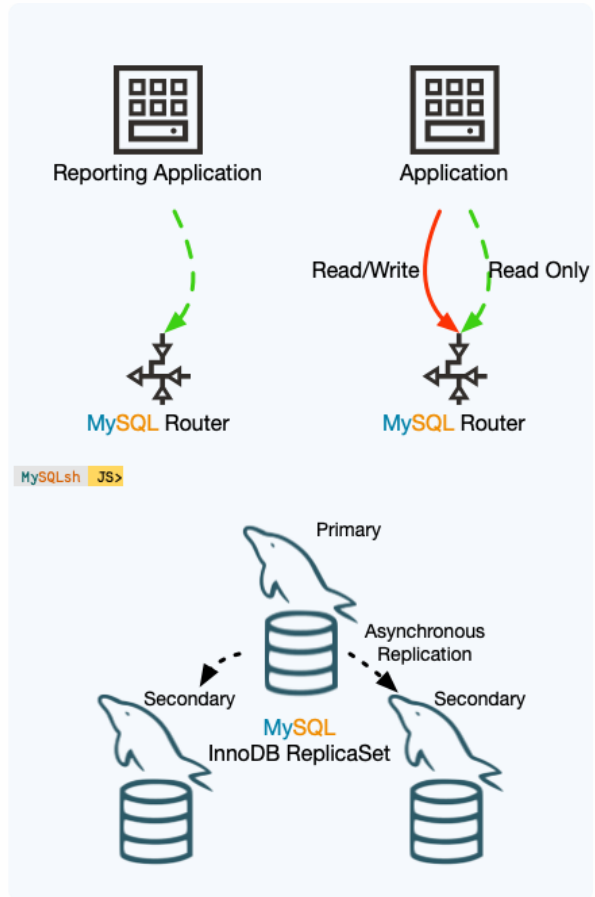 Reporting Application
Application
Read/Write
Read Only
MySQL Router
MySQL Router
MySQLsh JS>
Primary
Asynchronous
Replication
Secondary
Secondary
MySQL
InnoDB ReplicaSet